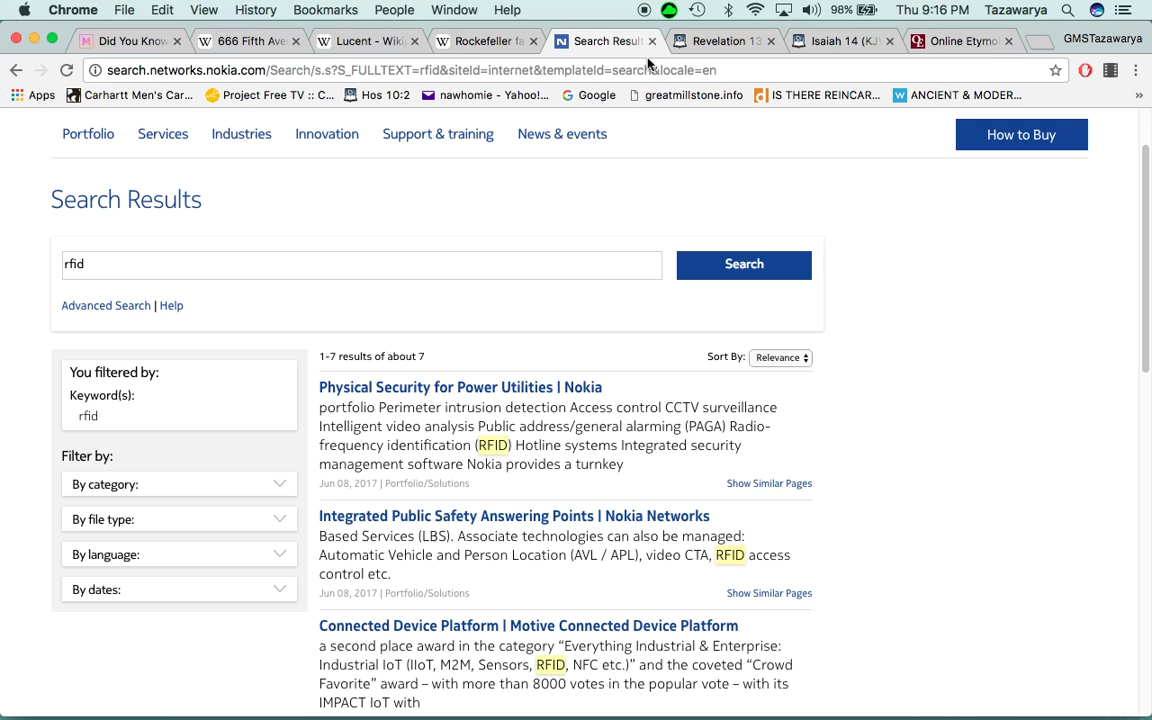 Chrome File Edit View History Bookmarks People Window Help 98% Thu 9:16 PM Tazawarya
Did You Know 666 Fifth Ave Lucent - Wiki Rockefeller fa Search Result Revelation 13 Isaiah 14 (KJV Online Etymol GMSTazawarya
search.networks.nokia.com/Search/s.s?S_FULLTEXT=rfid&siteId=internet&templateId=search&locale=en
Apps Carhartt Men's Car... Project Free TV :: C... Hos 10:2 nawhomie - Yahoo!... Google greatmillstone.info IS THERE REINCAR... ANCIENT & MODER... »
Portfolio Services Industries Innovation Support & training News & events How to Buy
Search Results
rfid Search
Advanced Search | Help
You filtered by:
Keyword(s):
rfid
Filter by:
By category:
By file type:
By language:
By dates:
1-7 results of about 7 Sort By: Relevance
Physical Security for Power Utilities | Nokia
portfolio Perimeter intrusion detection Access control CCTV surveillance
Intelligent video analysis Public address/general alarming (PAGA) Radio-
frequency identification (RFID) Hotline systems Integrated security
management software Nokia provides a turnkey
Jun 08, 2017 | Portfolio/Solutions Show Similar Pages
Integrated Public Safety Answering Points | Nokia Networks
Based Services (LBS). Associate technologies can also be managed:
Automatic Vehicle and Person Location (AVL / APL), video CTA, RFID access
control etc.
Jun 08, 2017 | Portfolio/Solutions Show Similar Pages
Connected Device Platform | Motive Connected Device Platform
a second place award in the category “Everything Industrial & Enterprise:
Industrial IoT (IIoT, M2M, Sensors, RFID, NFC etc.)” and the coveted “Crowd
Favorite” award – with more than 8000 votes in the popular vote – with its
IMPACT IoT with